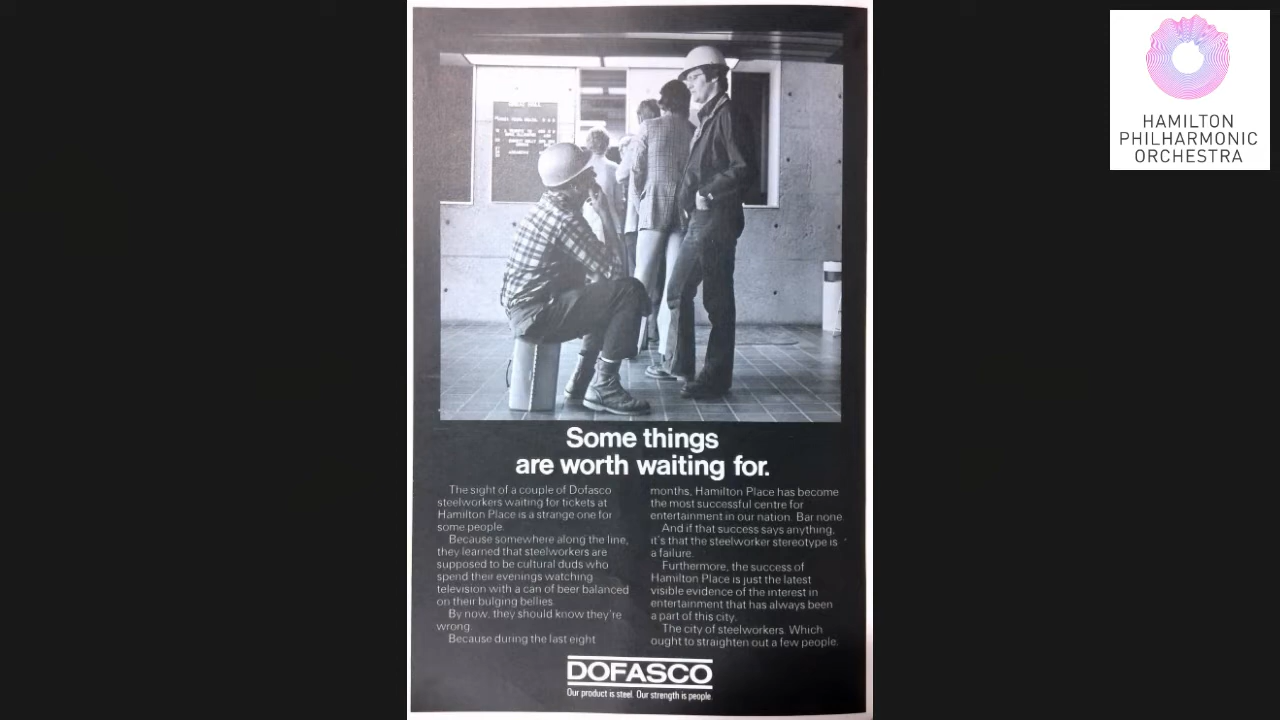 Some things
are worth waiting for.
The sight of a couple of Dofasco
steelworkers waiting for tickets at
Hamilton Place is a strange one for
some people.
Because somewhere along the line,
they learned that steelworkers are
supposed to be cultural duds who
spend their evenings watching
television with a can of beer balanced
on their bulging bellies.
By now, they should know they're
wrong.
Because during the last eight
months, Hamilton Place has become
the most successful centre for
entertainment in our nation. Bar none.
And if that success says anything,
it's that the steelworker stereotype is
a failure.
Furthermore, the success of
Hamilton Place is just the latest
visible evidence of the interest in
entertainment that has always been
a part of this city.
The city of steelworkers. Which
ought to straighten out a few people.
DOFASCO
Our product is steel. Our strength is people.
HAMILTON
PHILHARMONIC
ORCHESTRA